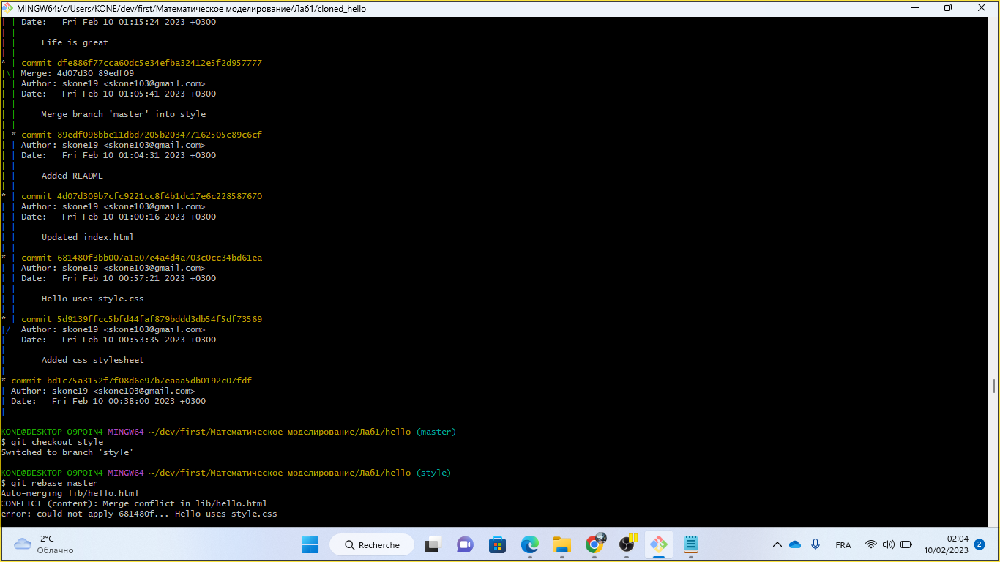 MINGW64:/c/Users/KONE/dev/first/Математическое моделирование/Лаб1/cloned_hello
| | Date:   Fri Feb 10 01:15:24 2023 +0300
| |
| |     Life is great
| |
* | commit dfe886f77cca60dc5e34efba32412e5f2d957777
|\| Merge: 4d07d30 89edf09
| | Author: skone19 <skone103@gmail.com>
| | Date:   Fri Feb 10 01:05:41 2023 +0300
| |
| |     Merge branch 'master' into style
| |
| * commit 89edf098bbe11dbd7205b203477162505c89c6cf
| | Author: skone19 <skone103@gmail.com>
| | Date:   Fri Feb 10 01:04:31 2023 +0300
| |
| |     Added README
| |
* | commit 4d07d309b7cfc9221cc8f4b1dc17e6c228587670
| | Author: skone19 <skone103@gmail.com>
| | Date:   Fri Feb 10 01:00:16 2023 +0300
| |
| |     Updated index.html
| |
* | commit 681480f3bb007a1a07e4a4d4a703c0cc34bd61ea
| | Author: skone19 <skone103@gmail.com>
| | Date:   Fri Feb 10 00:57:21 2023 +0300
| |
| |     Hello uses style.css
| |
* | commit 5d9139ffcc5bfd44faf879bddd3db54f5df73569
|/  Author: skone19 <skone103@gmail.com>
|   Date:   Fri Feb 10 00:53:35 2023 +0300
|
|       Added css stylesheet
|
* commit bd1c75a3152f7f08d6e97b7eaaa5db0192c07fdf
| Author: skone19 <skone103@gmail.com>
| Date:   Fri Feb 10 00:38:00 2023 +0300
|
KONE@DESKTOP-O9POIN4 MINGW64 ~/dev/first/Математическое моделирование/Лаб1/hello (master)
$ git checkout style
Switched to branch 'style'
KONE@DESKTOP-O9POIN4 MINGW64 ~/dev/first/Математическое моделирование/Лаб1/hello (style)
$ git rebase master
Auto-merging lib/hello.html
CONFLICT (content): Merge conflict in lib/hello.html
error: could not apply 681480f... Hello uses style.css
-2°C
Облачно
Recherche
FRA
02:04
10/02/2023
2